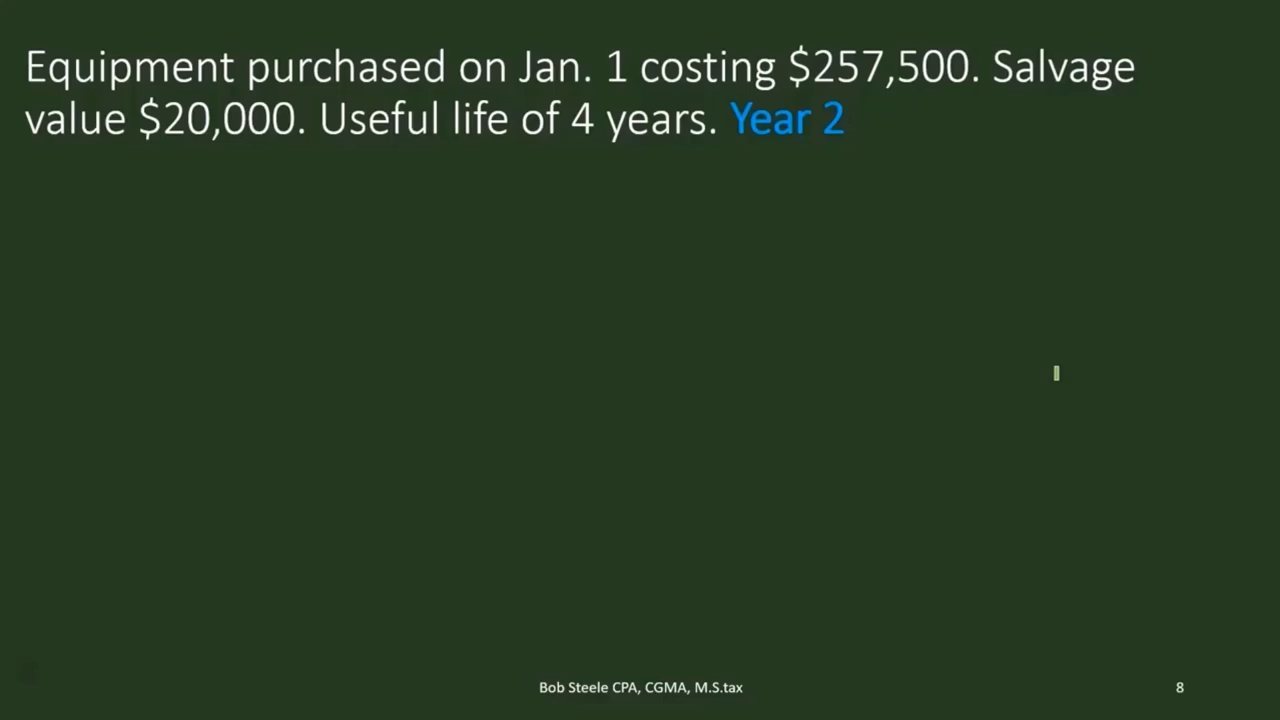 Equipment purchased on Jan. 1 costing $257,500. Salvage
value $20,000. Useful life of 4 years. Year 2
Bob Steele CPA, CGMA, M.S.tax
8